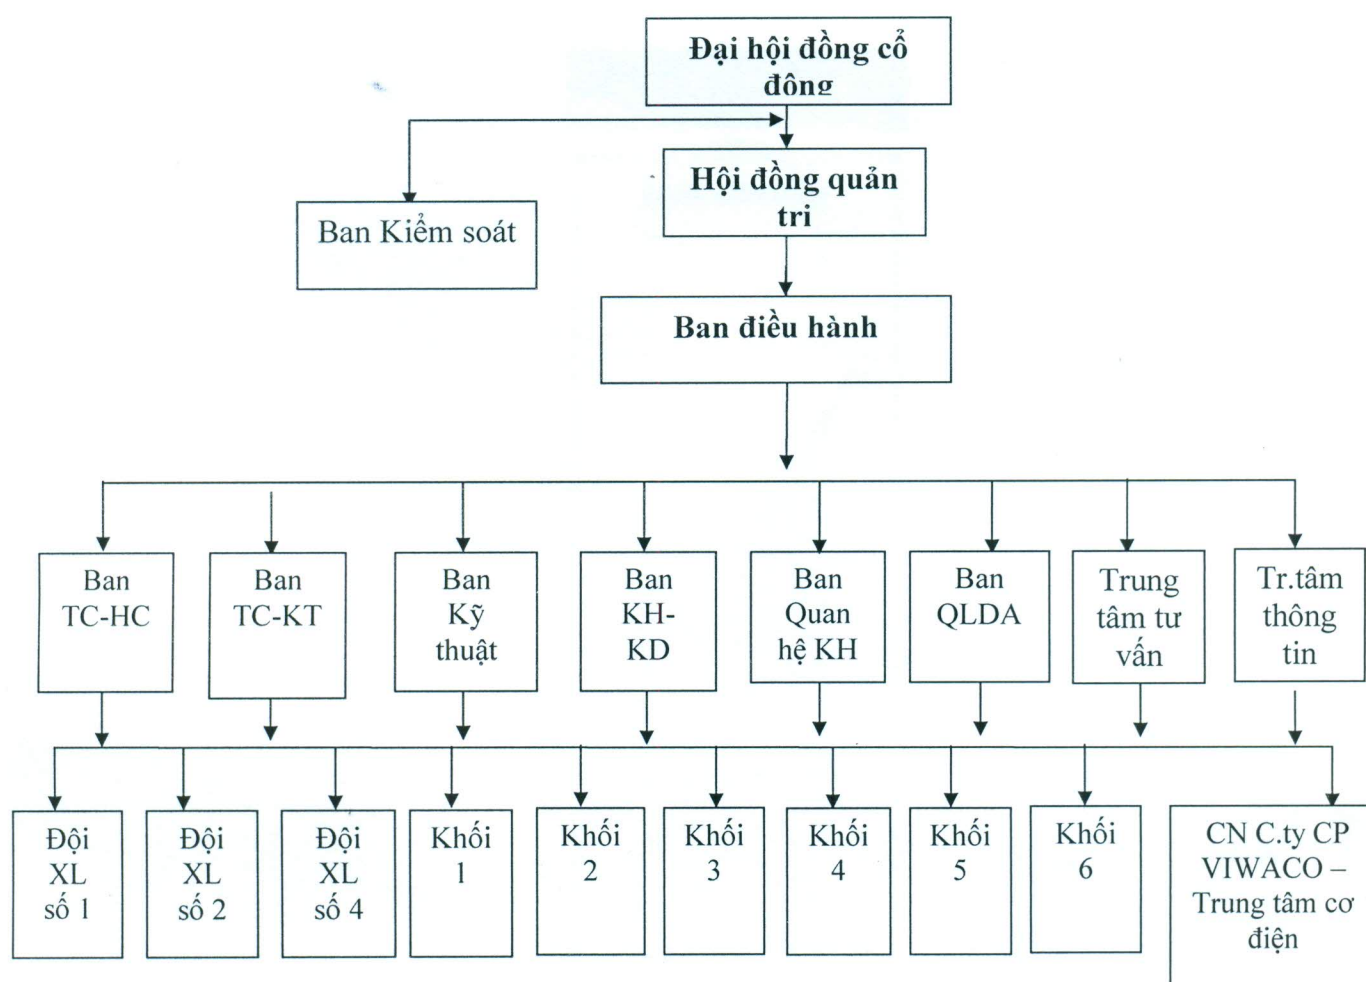 Đại hội đồng cổ
đông
Hội đồng quản
trị
Ban Kiểm soát
Ban điều hành
Ban
TC-HC
Ban
TC-KT
Ban
Kỹ
thuật
Ban
KH-
KD
Ban
Quan
hệ KH
Ban
QLDA
Trung
tâm tư
vấn
Tr.tâm
thông
tin
Đội
XL
số 1
Đội
XL
số 2
Đội
XL
số 4
Khối
1
Khối
2
Khối
3
Khối
4
Khối
5
Khối
6
CN C.ty CP
VIWACO –
Trung tâm cơ
điện